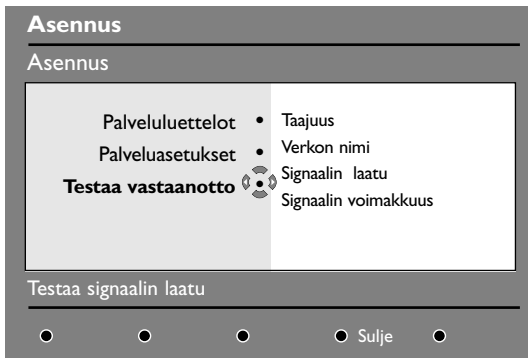 Asennus
Asennus
Palveluluettelot • Taajuus
Palveluasetukset • Verkon nimi
Testaa vastaanotto • Signaalin laatu
Signaalin voimakkuus
Testaa signaalin laatu
Sulje